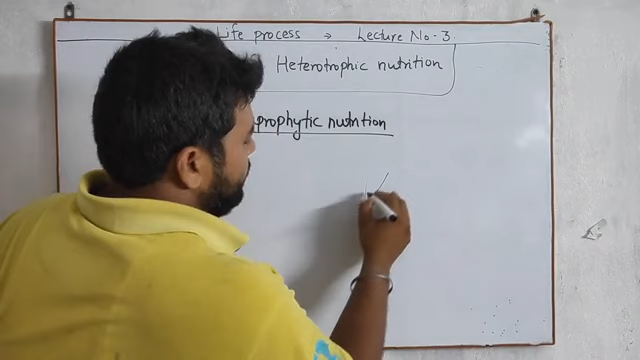 Life process → Lecture No - 3.
Heterotrophic nutrition
prophytic nutrition